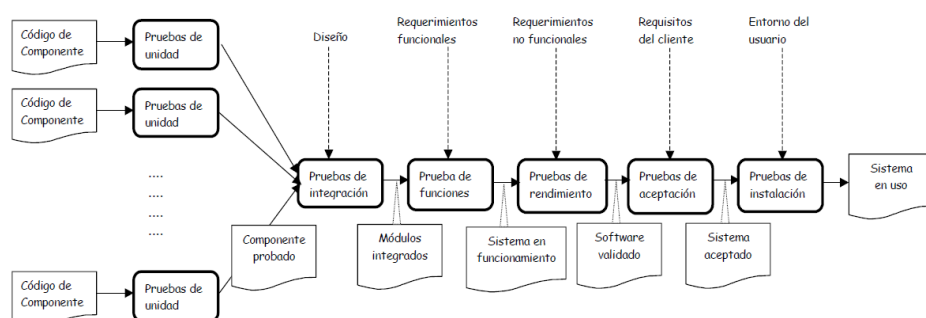 Código de
Componente
Pruebas de
unidad
Diseño
Requerimientos
funcionales
Requerimientos
no funcionales
Requisitos
del cliente
Entorno del
usuario
Código de
Componente
Pruebas de
unidad
....
....
....
....
....
....
Pruebas de
integración
Prueba de
funciones
Pruebas de
rendimiento
Pruebas de
aceptación
Pruebas de
instalación
Sistema
en uso
Componente
probado
Módulos
integrados
Sistema en
funcionamiento
Software
validado
Sistema
aceptado
Código de
Componente
Pruebas de
unidad